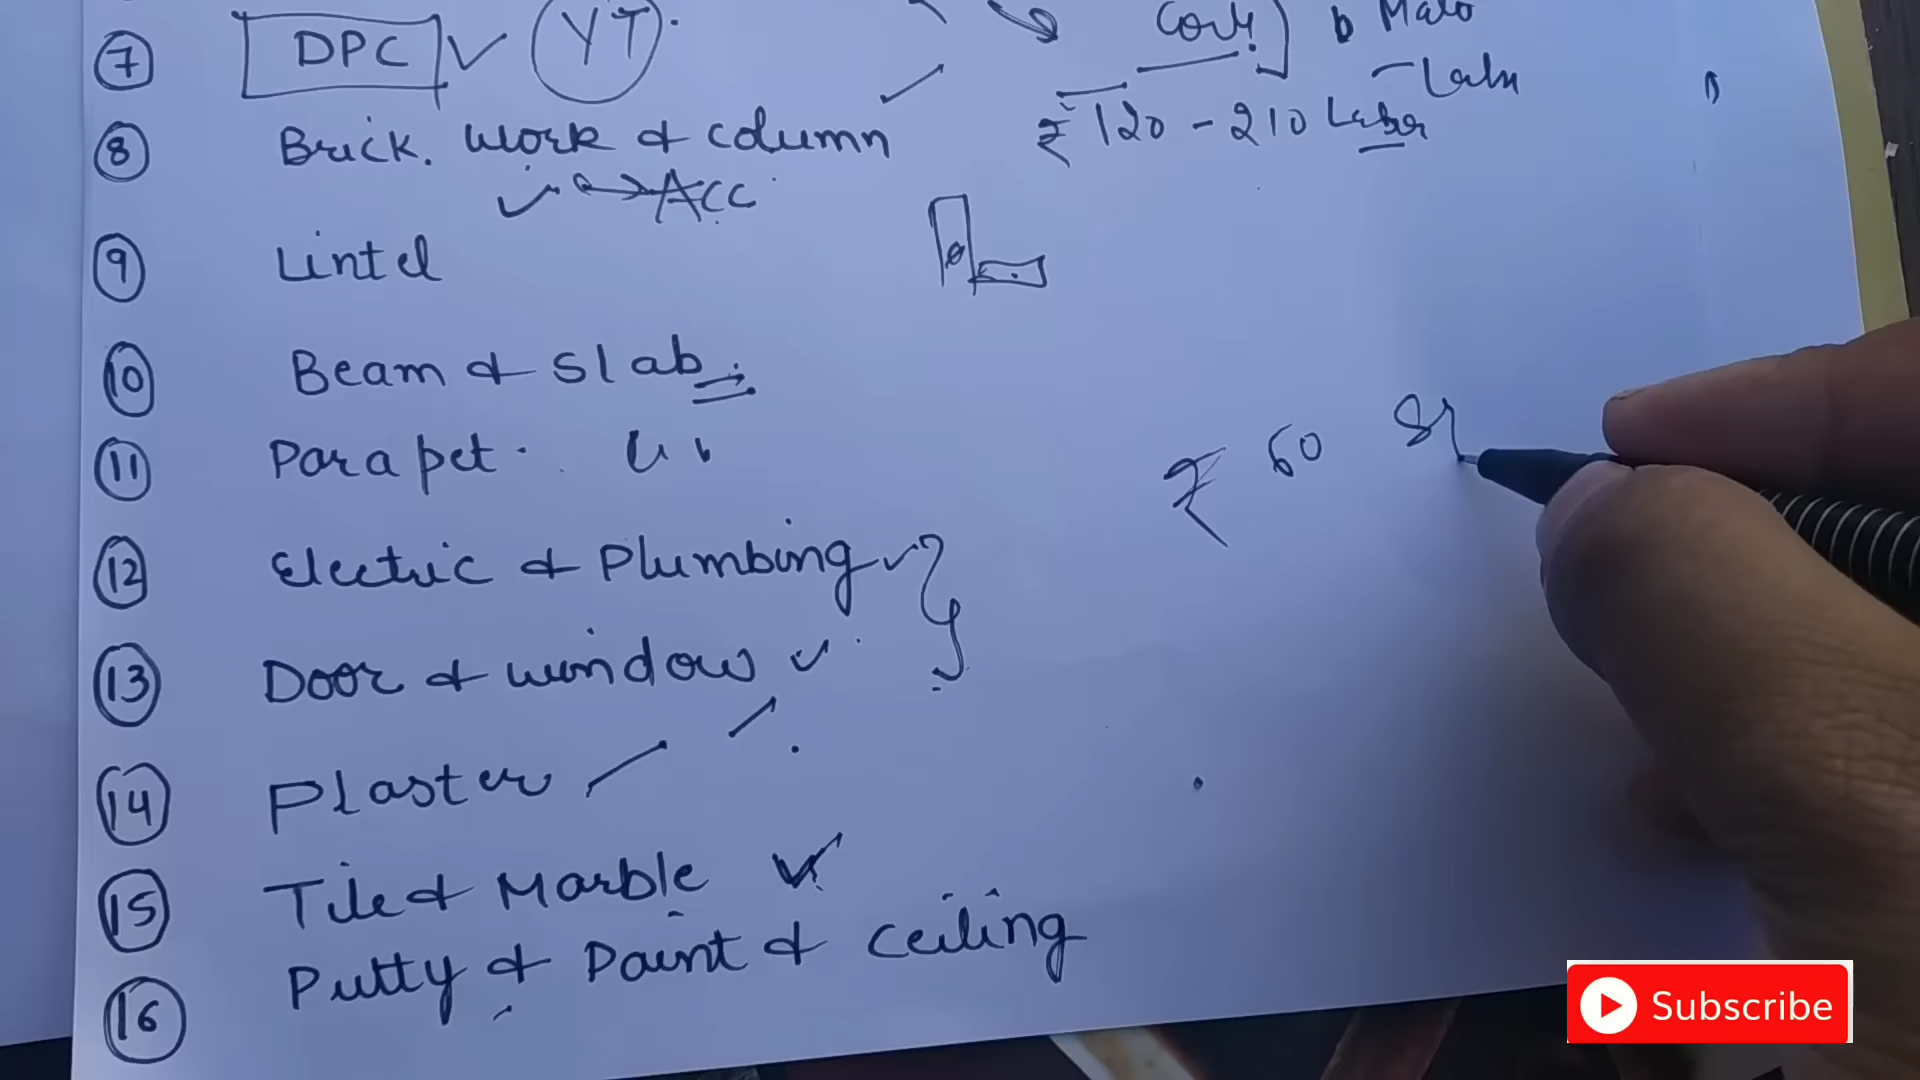 7 DPC YT
8 Brick. work & column
Acc
₹ 120 - 210 Labor
9 Lintel
10 Beam & slab
11 Parapet
₹ 60
12 Electric & Plumbing
13 Door & window
14 Plaster
15 Tile & Marble
16 Putty & Paint & ceiling
Subscribe